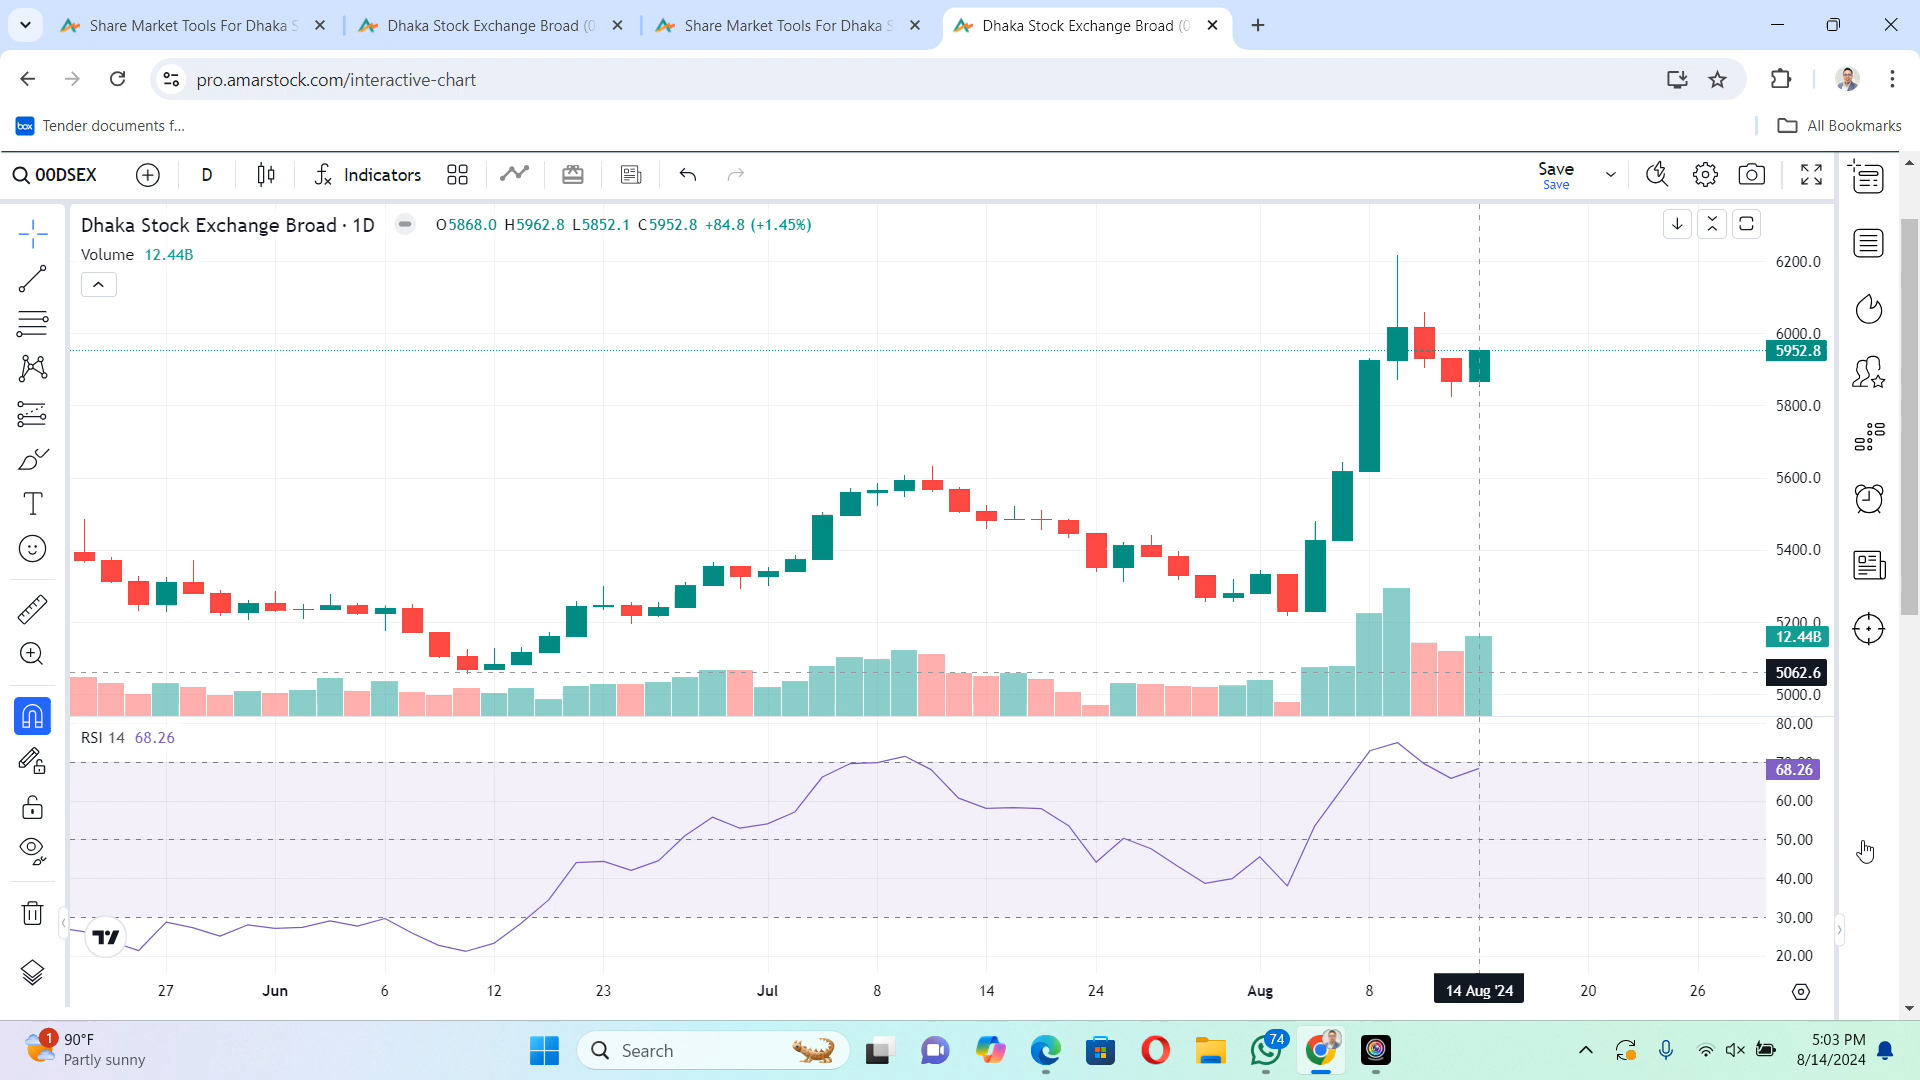 Share Market Tools For Dhaka S
Dhaka Stock Exchange Broad (0
Share Market Tools For Dhaka S
Dhaka Stock Exchange Broad (0
pro.amarstock.com/interactive-chart
box Tender documents f...
All Bookmarks
00DSEX
D
Indicators
Save
Save
Dhaka Stock Exchange Broad · 1D
O5868.0 H5962.8 L5852.1 C5952.8 +84.8 (+1.45%)
Volume 12.44B
6200.0
6000.0
5952.8
5800.0
5600.0
5400.0
5200.0
12.44B
5062.6
5000.0
RSI 14 68.26
80.00
68.26
60.00
50.00
40.00
30.00
20.00
27 Jun 6 12 23 Jul 8 14 24 Aug 8 14 Aug '24 20 26
1
90°F
Partly sunny
Search
74
5:03 PM
8/14/2024